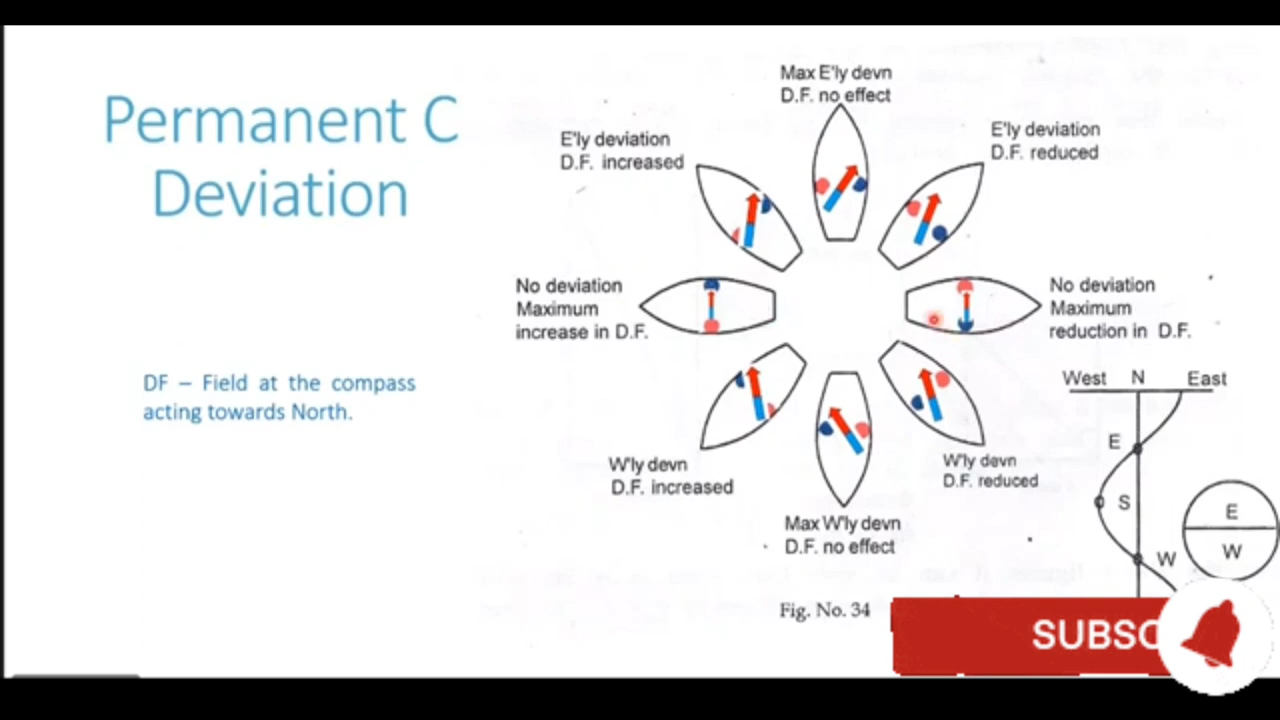 Permanent C
Deviation
DF – Field at the compass
acting towards North.
Max E'ly devn
D.F. no effect
E'ly deviation
D.F. increased
E'ly deviation
D.F. reduced
No deviation
Maximum
increase in D.F.
No deviation
Maximum
reduction in D.F.
W'ly devn
D.F. increased
W'ly devn
D.F. reduced
Max W'ly devn
D.F. no effect
West N East
E
S
W
E
W
Fig. No. 34
SUBSC